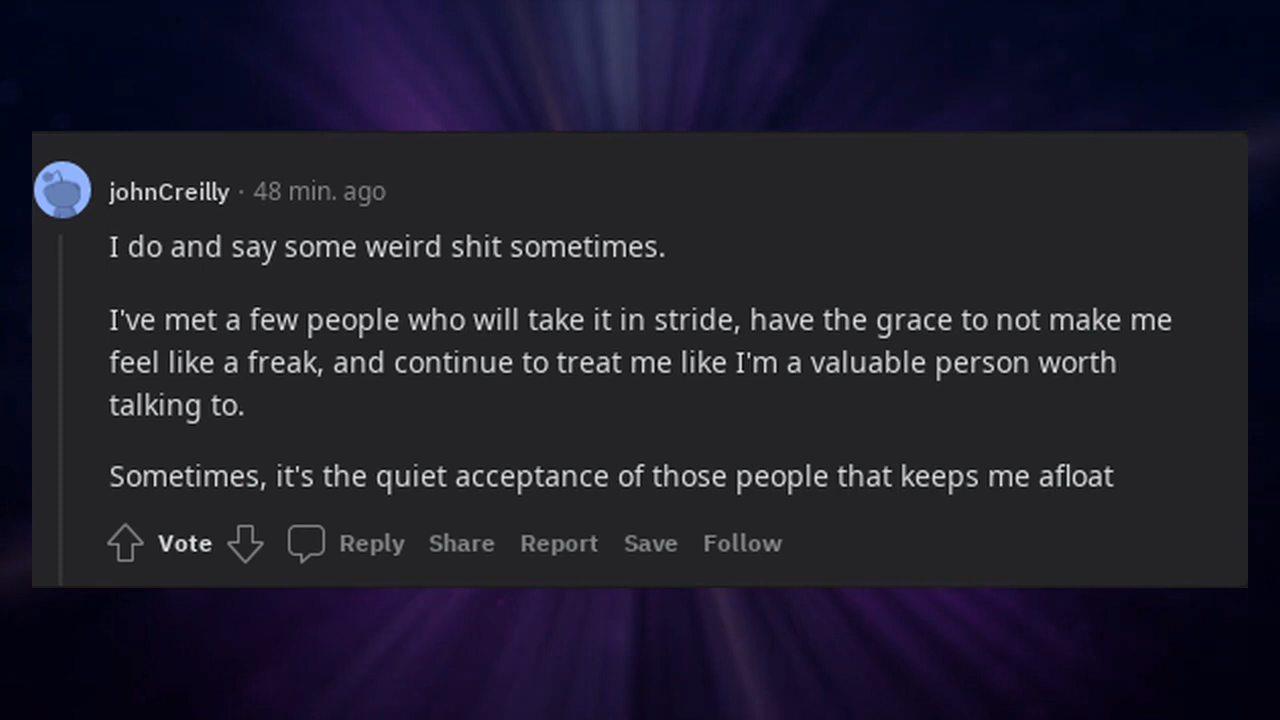 johnCreilly · 48 min. ago
I do and say some weird shit sometimes.
I've met a few people who will take it in stride, have the grace to not make me
feel like a freak, and continue to treat me like I'm a valuable person worth
talking to.
Sometimes, it's the quiet acceptance of those people that keeps me afloat
Vote Reply Share Report Save Follow